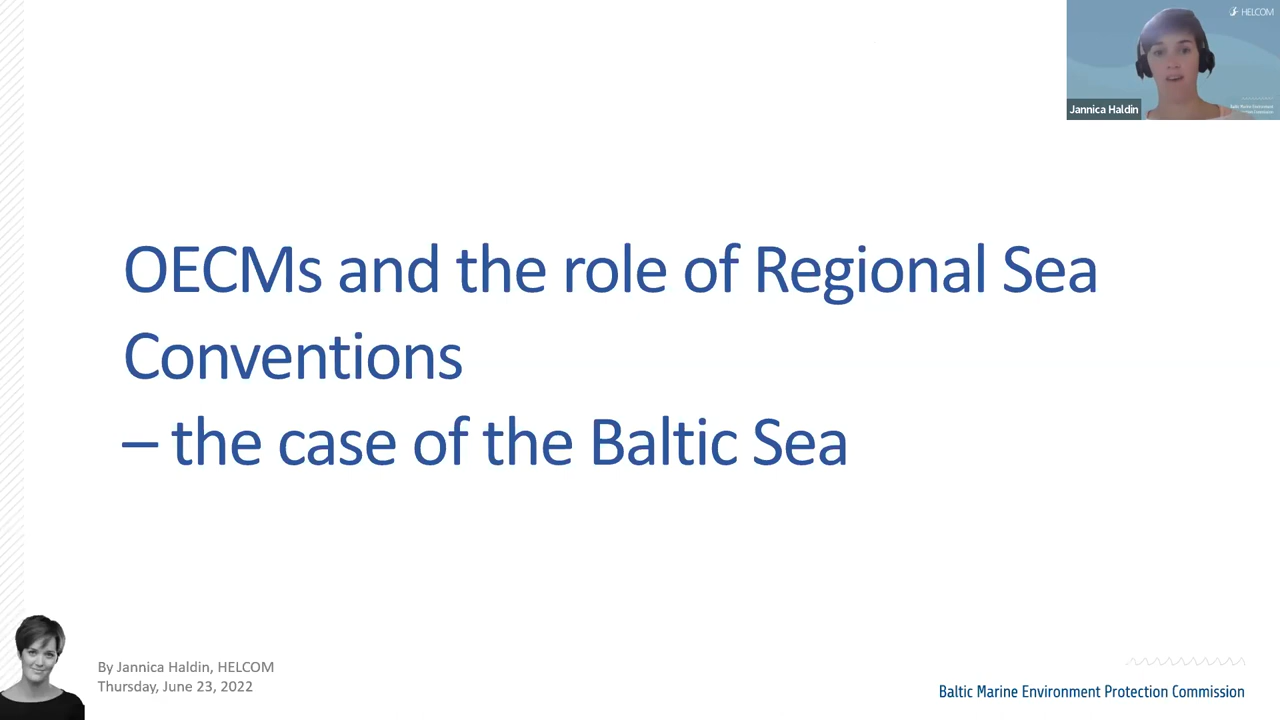 HELCOM
Jannica Haldin
OECMs and the role of Regional Sea
Conventions
– the case of the Baltic Sea
By Jannica Haldin, HELCOM
Thursday, June 23, 2022
Baltic Marine Environment Protection Commission